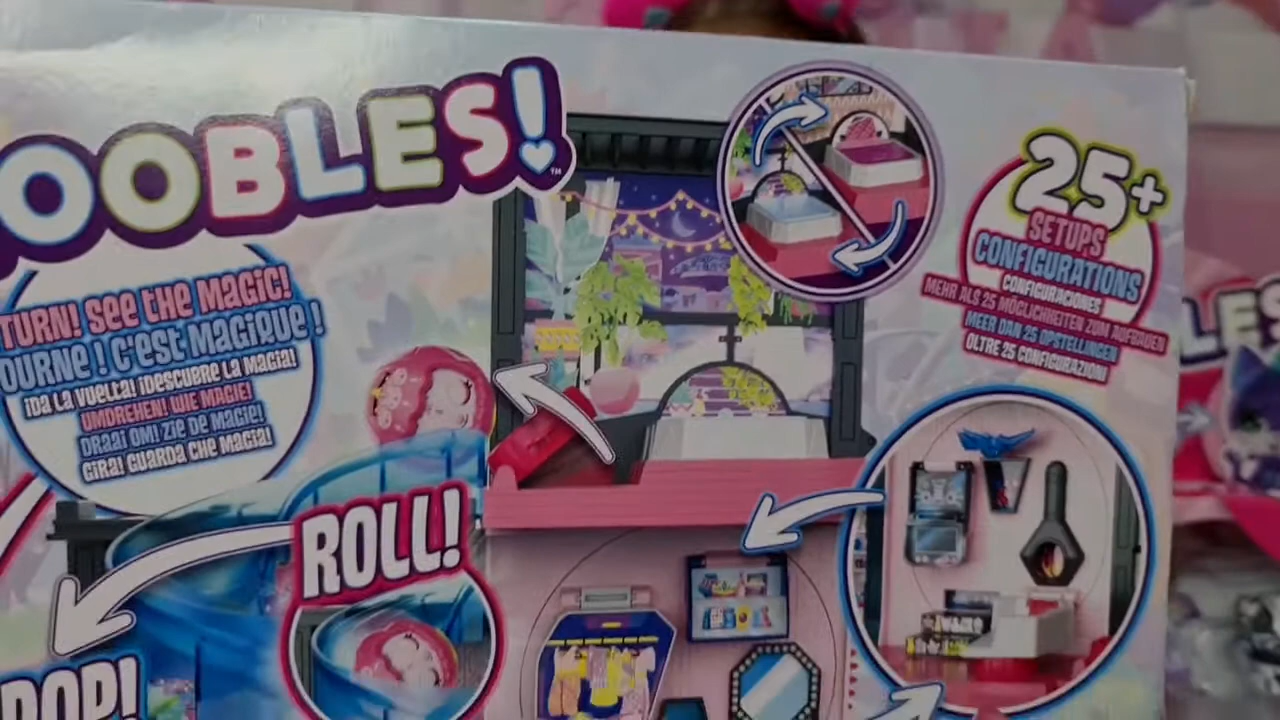 OOBLES!
™
TURN! See the MAGIC!
OURNE ! C'est MAGIQUE !
¡DA LA VUELTA! ¡DESCUBRE LA MAGIA!
UMDREHEN! WIE MAGIE!
DRAAI OM! ZIE DE MAGIE!
GIRA! GUARDA CHE MAGIA!
25+
SETUPS
CONFIGURATIONS
CONFIGURACIONES
MEHR ALS 25 MÖGLICHKEITEN ZUM AUFBAUEN
MEER DAN 25 OPSTELLINGEN
OLTRE 25 CONFIGURAZIONI
LES
ROLL!
POP!